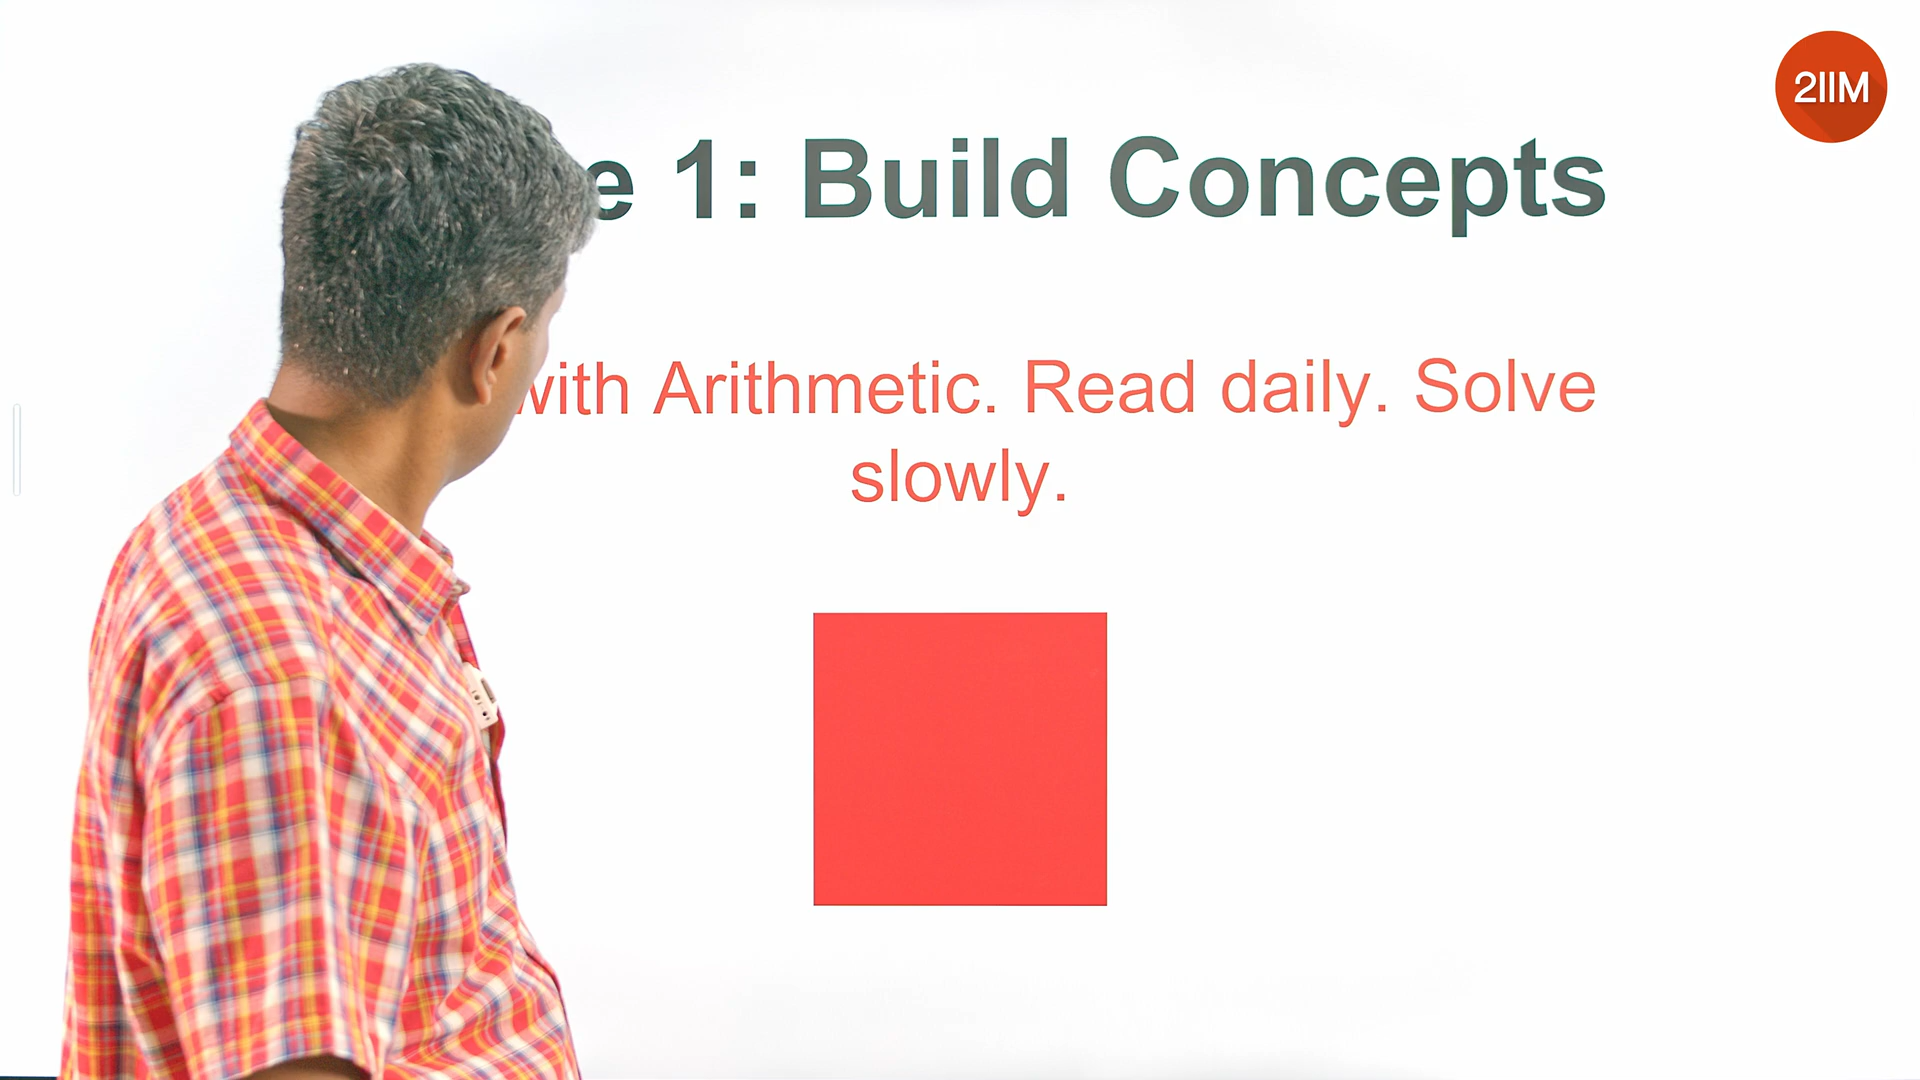 2IIM
1: Build Concepts
with Arithmetic. Read daily. Solve
slowly.